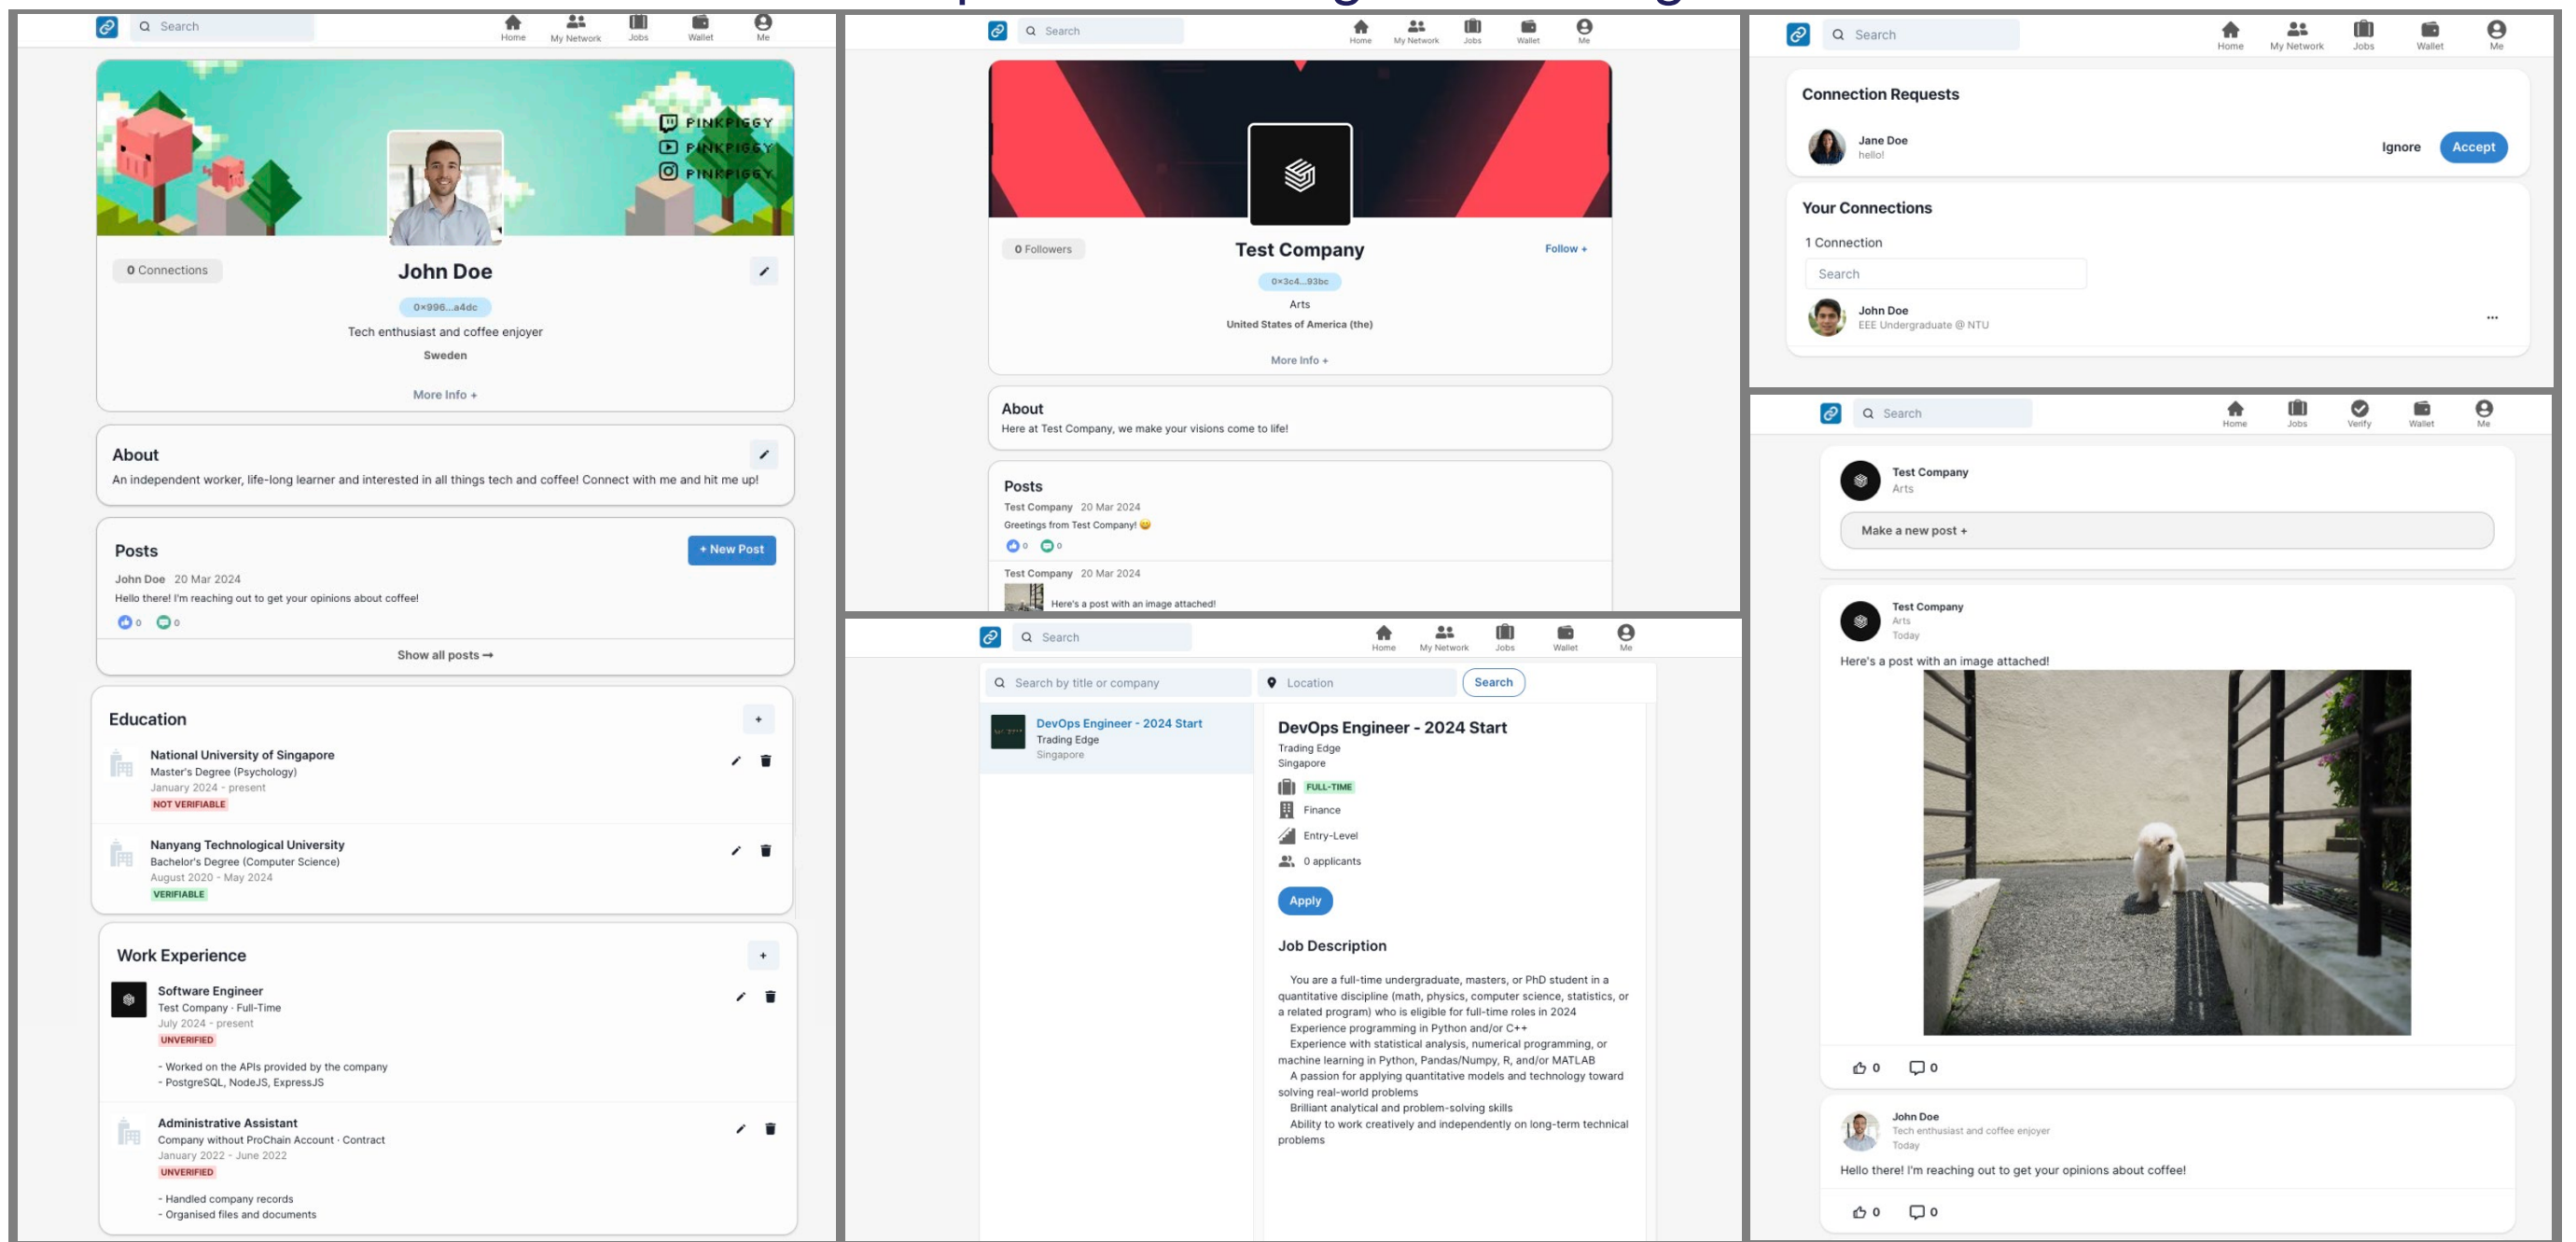 Search
Home
My Network
Jobs
Wallet
Me
PINKPIGGY
PINKPIGGY
PINKPIGGY
0 Connections
John Doe
0×996...a4dc
Tech enthusiast and coffee enjoyer
Sweden
More Info +
About
An independent worker, life-long learner and interested in all things tech and coffee! Connect with me and hit me up!
Posts
+ New Post
John Doe 20 Mar 2024
Hello there! I'm reaching out to get your opinions about coffee!
0 0
Show all posts →
Education
+
National University of Singapore
Master's Degree (Psychology)
January 2024 - present
NOT VERIFIABLE
Nanyang Technological University
Bachelor's Degree (Computer Science)
August 2020 - May 2024
VERIFIABLE
Work Experience
+
Software Engineer
Test Company · Full-Time
July 2024 - present
UNVERIFIED
- Worked on the APIs provided by the company
- PostgreSQL, NodeJS, ExpressJS
Administrative Assistant
Company without ProChain Account · Contract
January 2022 - June 2022
UNVERIFIED
- Handled company records
- Organised files and documents
Search
Home
My Network
Jobs
Wallet
Me
0 Followers
Test Company
Follow +
0×3c4...93bc
Arts
United States of America (the)
More Info +
About
Here at Test Company, we make your visions come to life!
Posts
Test Company 20 Mar 2024
Greetings from Test Company! 😄
0 0
Test Company 20 Mar 2024
Here's a post with an image attached!
Search
Home
My Network
Jobs
Wallet
Me
Search by title or company
Location
Search
DevOps Engineer - 2024 Start
Trading Edge
Singapore
DevOps Engineer - 2024 Start
Trading Edge
Singapore
FULL-TIME
Finance
Entry-Level
0 applicants
Apply
Job Description
You are a full-time undergraduate, masters, or PhD student in a
quantitative discipline (math, physics, computer science, statistics, or
a related program) who is eligible for full-time roles in 2024
Experience programming in Python and/or C++
Experience with statistical analysis, numerical programming, or
machine learning in Python, Pandas/Numpy, R, and/or MATLAB
A passion for applying quantitative models and technology toward
solving real-world problems
Brilliant analytical and problem-solving skills
Ability to work creatively and independently on long-term technical
problems
Search
Home
My Network
Jobs
Wallet
Me
Connection Requests
Jane Doe
hello!
Ignore
Accept
Your Connections
1 Connection
Search
John Doe
EEE Undergraduate @ NTU
...
Search
Home
Jobs
Verify
Wallet
Me
Test Company
Arts
Make a new post +
Test Company
Arts
Today
Here's a post with an image attached!
0 0
John Doe
Tech enthusiast and coffee enjoyer
Today
Hello there! I'm reaching out to get your opinions about coffee!
0 0